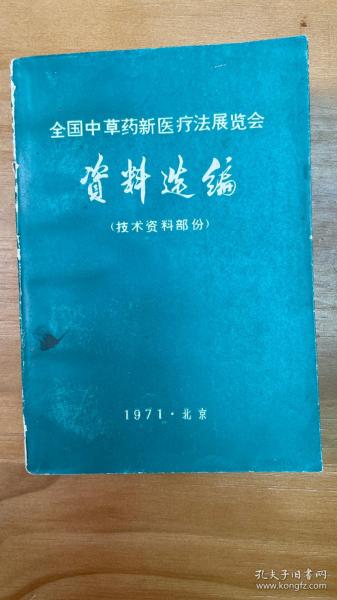 全国中草药新医疗法展览会
资料选编
(技术资料部份)
1971·北京
孔夫子旧书网
www.kongfz.com